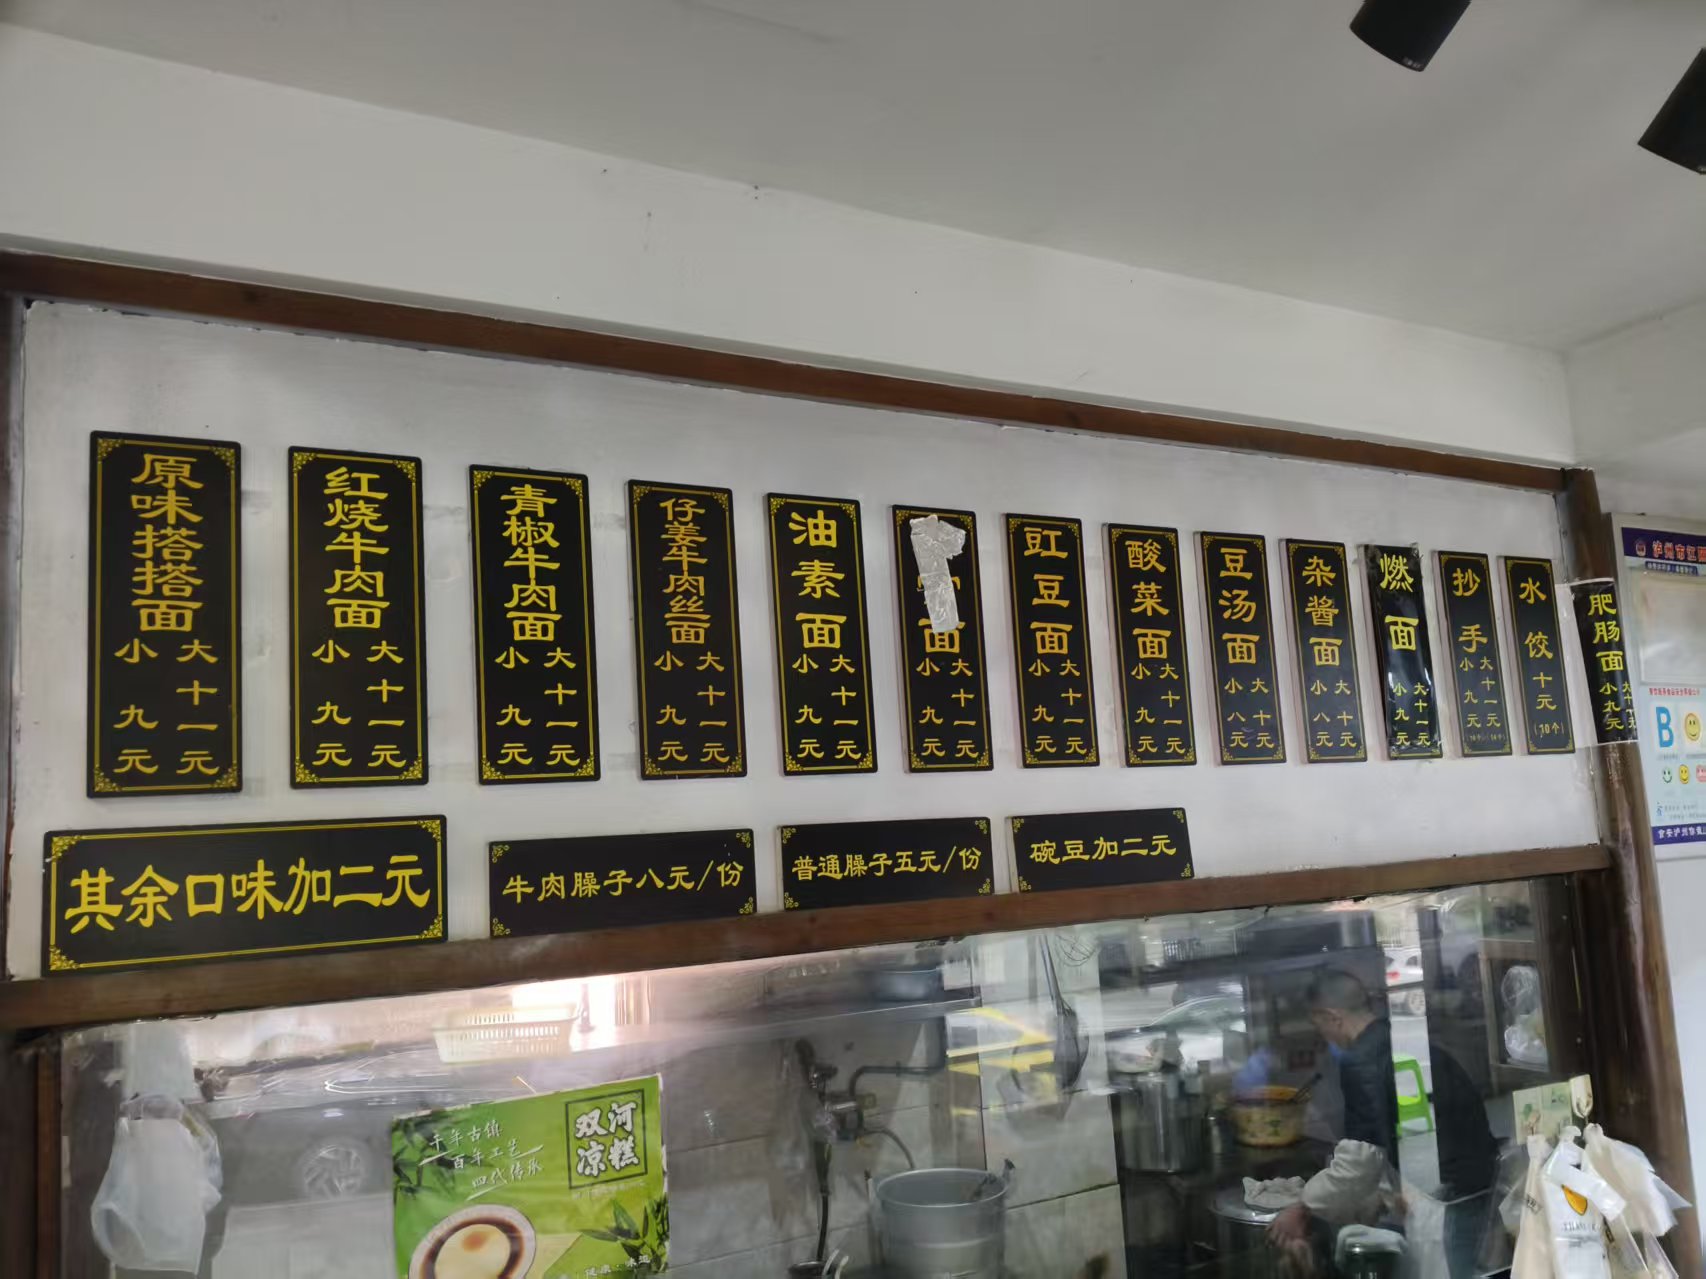 原味搭搭面
小九元
大十一元
红烧牛肉面
小九元
大十一元
青椒牛肉面
小九元
大十一元
仔姜牛肉丝面
小九元
大十一元
油素面
小九元
大十一元
面
小九元
大十一元
豇豆面
小九元
大十一元
酸菜面
小九元
大十一元
豆汤面
小八元
大十元
杂酱面
小八元
大十元
燃面
小九元
大十一元
抄手
小九元
大十一元
水饺
十元
(10个)
肥肠面
小九元
大十一元
其余口味加二元
牛肉臊子八元/份
普通臊子五元/份
碗豆加二元
泸州市江
B
千年古镇
百年工艺
四代传承
双河
凉糕